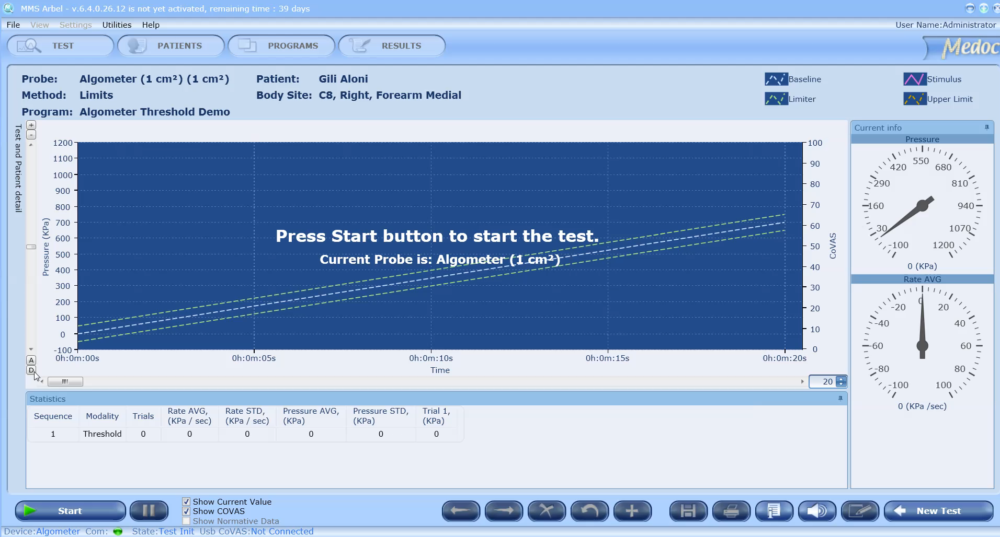 MMS Arbel - v.6.4.0.26.12 is not yet activated, remaining time : 39 days
File View Settings Utilities Help
User Name:Administrator
TEST PATIENTS PROGRAMS RESULTS
Medoc
Probe: Algometer (1 cm²) (1 cm²) Patient: Gili Aloni
Method: Limits Body Site: C8, Right, Forearm Medial
Program: Algometer Threshold Demo
Baseline Stimulus
Limiter Upper Limit
Test and Patient detail
+
-
A
D
Pressure (KPa)
1200
1100
1000
900
800
700
600
500
400
300
200
100
0
-100
Press Start button to start the test.
Current Probe is: Algometer (1 cm²)
100
90
80
70
60
50
40
30
20
10
0
CoVAS
0h:0m:00s 0h:0m:05s 0h:0m:10s 0h:0m:15s 0h:0m:20s
Time
20
Current info
Pressure
550
420 680
290 810
160 940
30 1070
-100 1200
0 (KPa)
Rate AVG
0
-20 20
-40 40
-60 60
-80 80
-100 100
0 (KPa /sec)
Statistics
Sequence Modality Trials Rate AVG, (KPa / sec) Rate STD, (KPa / sec) Pressure AVG, (KPa) Pressure STD, (KPa) Trial 1, (KPa)
1 Threshold 0 0 0 0 0 0
Start
Show Current Value
Show COVAS
Show Normative Data
New Test
Device:Algometer Com: State:Test Init Usb CoVAS:Not Connected